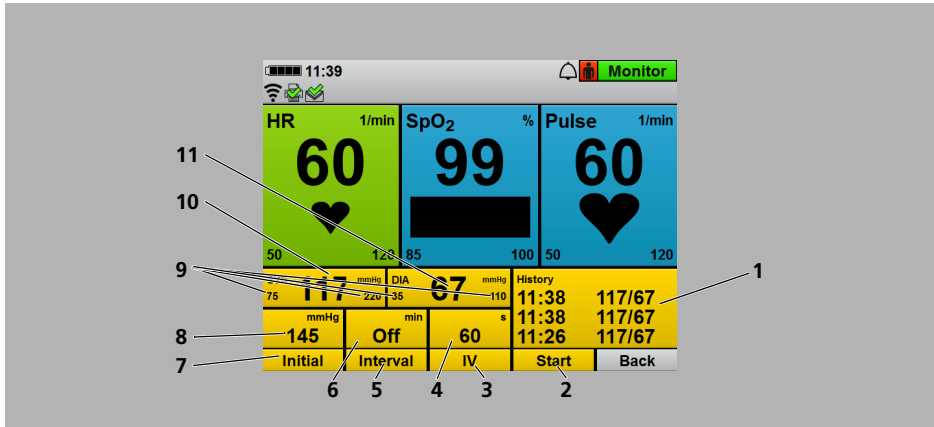 11:39
Monitor
HR 1/min
60
50 120
SpO2 %
99
85 100
Pulse 1/min
60
50 120
11
10
9
117 mmHg
75 220
DIA 67 mmHg
35 110
History
11:38 117/67
11:38 117/67
11:26 117/67
1
8
mmHg
145
min
Off
s
60
7
Initial Interval IV Start Back
6 5 4 3 2